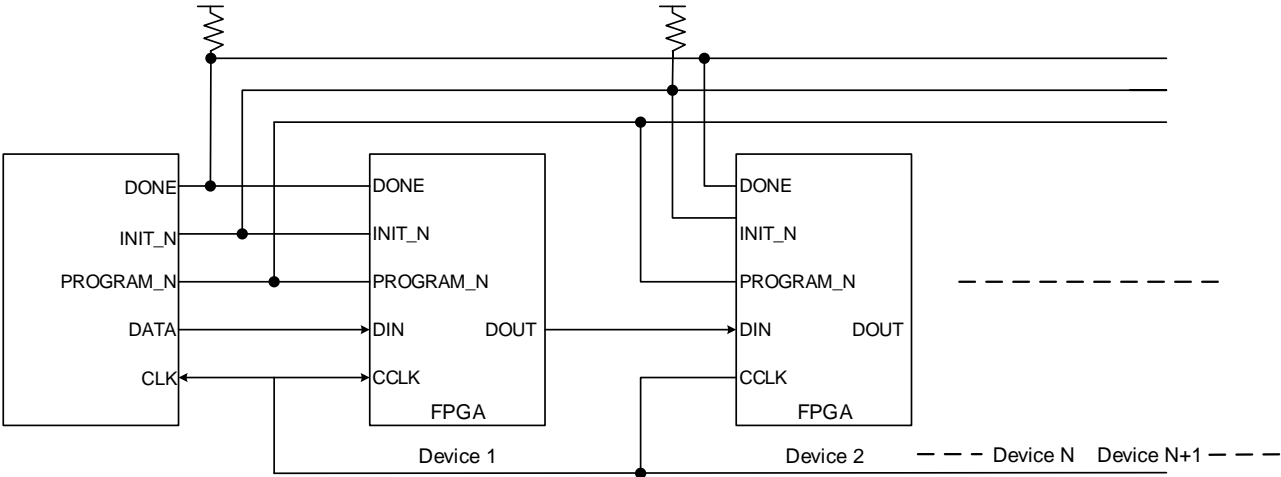 DONE
INIT_N
PROGRAM_N
DATA
CLK
DONE
INIT_N
PROGRAM_N
DIN
DOUT
CCLK
FPGA
DONE
INIT_N
PROGRAM_N
DIN
DOUT
CCLK
FPGA
Device 1
Device 2
Device N
Device N+1